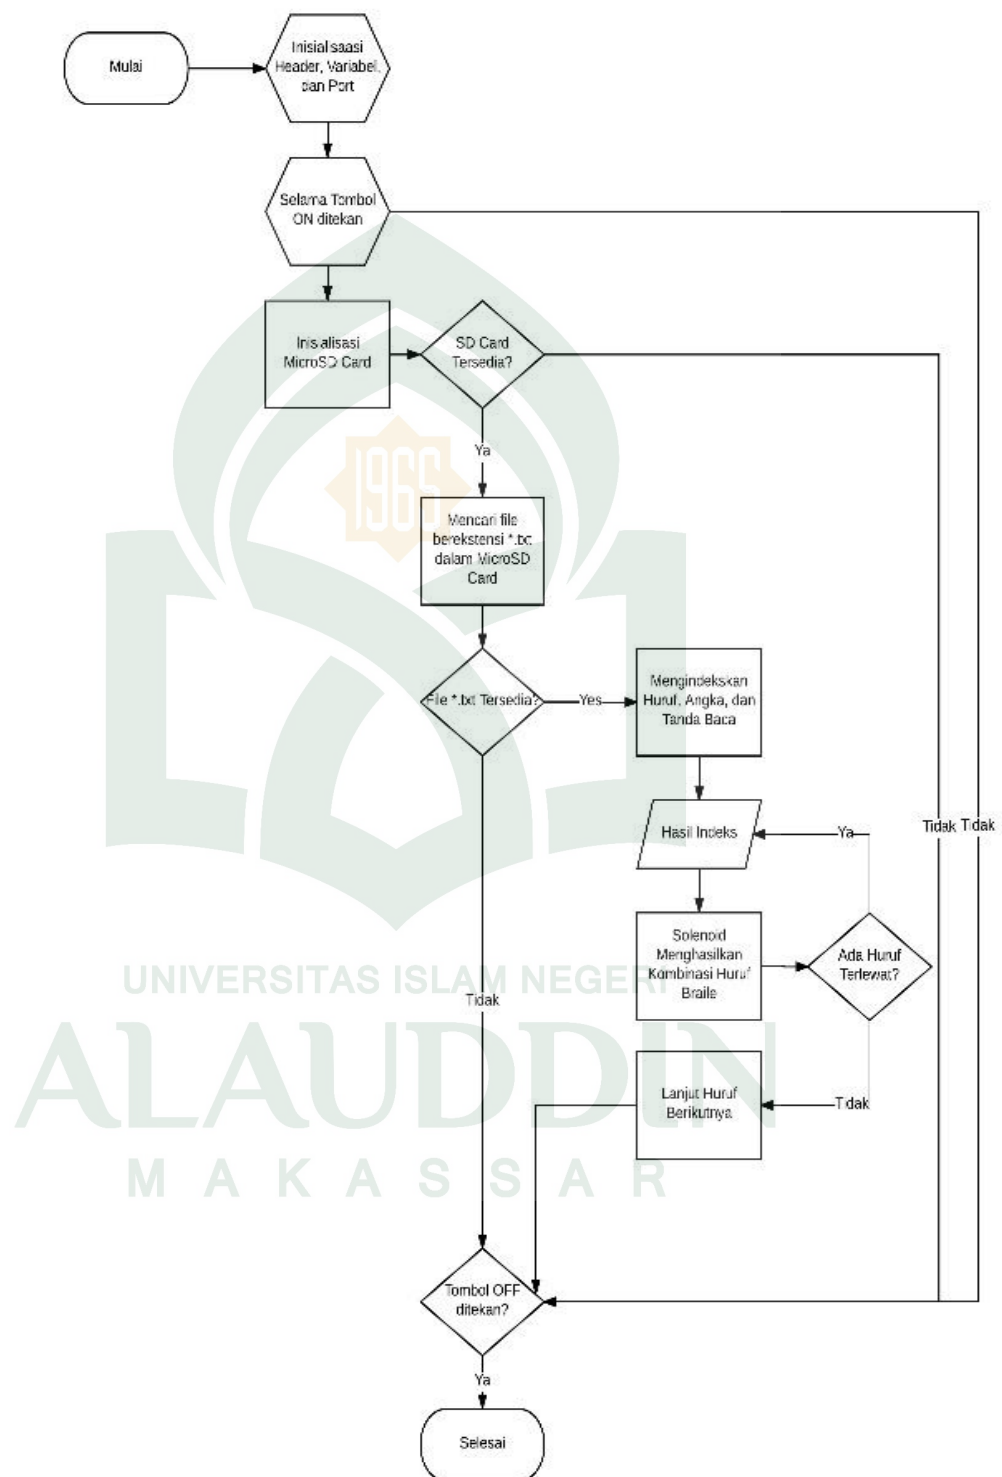 Mulai
Inisialisaasi
Header, Variabel,
dan Port
Selama Tombol
ON ditekan
Inisialisasi
MicroSD Card
SD Card
Tersedia?
Ya
1965
Mencari file
berekstensi *.txt
dalam MicroSD
Card
File *.txt Tersedia?
Yes
Mengindekskan
Huruf, Angka, dan
Tanda Baca
Hasil Indeks
Ya
Tidak Tidak
Solenoid
Menghasilkan
Kombinasi Huruf
Braile
Ada Huruf
Terlewat?
UNIVERSITAS ISLAM NEGERI
Tidak
ALAUDDIN
Lanjut Huruf
Berikutnya
Tidak
MAKASSAR
Tombol OFF
ditekan?
Ya
Selesai